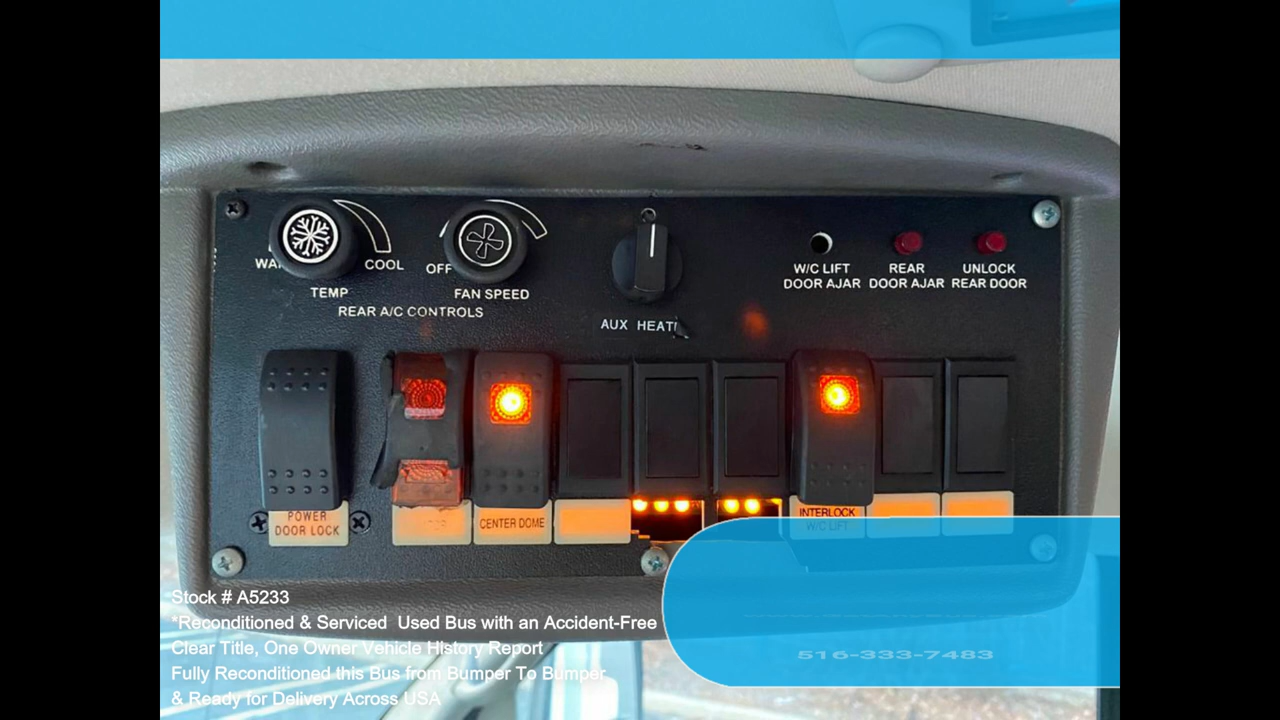 COOL
OFF
TEMP
FAN SPEED
REAR A/C CONTROLS
AUX HEAT
W/C LIFT
DOOR AJAR
REAR
DOOR AJAR
UNLOCK
REAR DOOR
POWER
DOOR LOCK
CENTER DOME
INTERLOCK
W/C LIFT
Stock # A5233
*Reconditioned & Serviced Used Bus with an Accident-Free
Clear Title, One Owner Vehicle History Report
Fully Reconditioned this Bus from Bumper To Bumper
& Ready for Delivery Across USA
516-333-7483